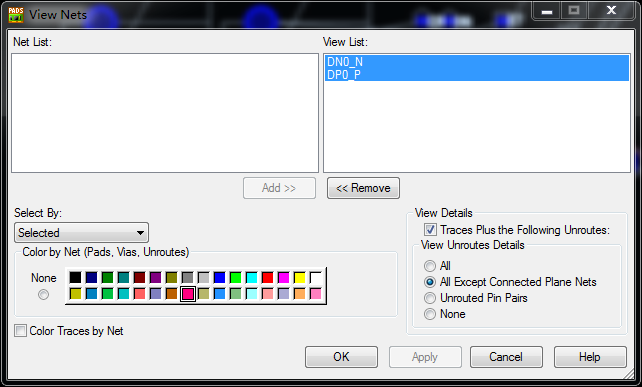 View Nets
Net List:
View List:
DN0_N
DP0_P
Add >>
<< Remove
Select By:
Selected
Color by Net (Pads, Vias, Unroutes)
None
Color Traces by Net
View Details
Traces Plus the Following Unroutes:
View Unroutes Details
All
All Except Connected Plane Nets
Unrouted Pin Pairs
None
OK
Apply
Cancel
Help